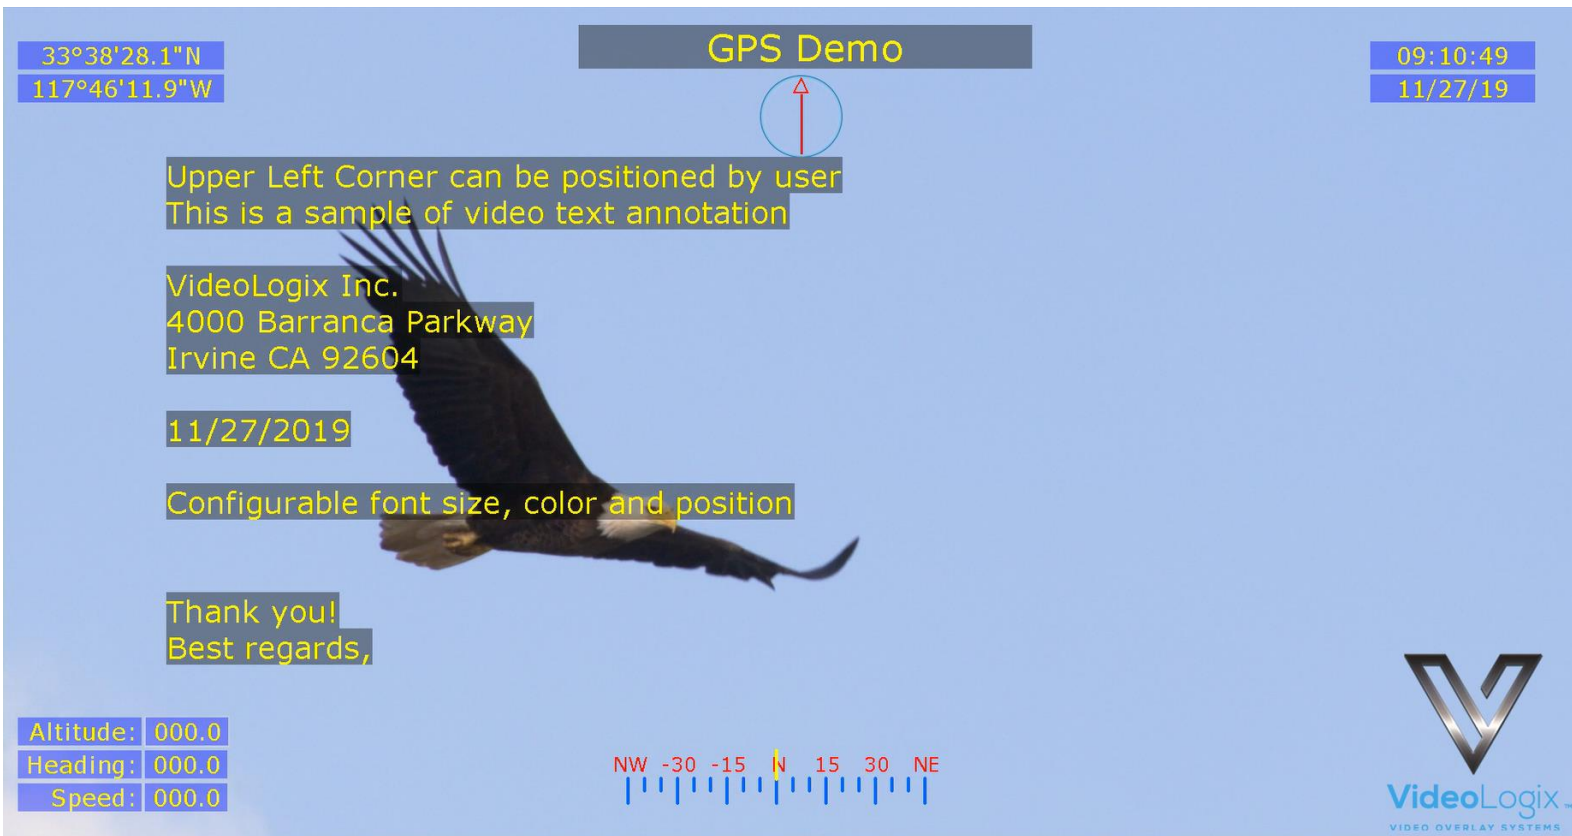 33°38'28.1"N
117°46'11.9"W
GPS Demo
09:10:49
11/27/19
Upper Left Corner can be positioned by user
This is a sample of video text annotation
VideoLogix Inc.
4000 Barranca Parkway
Irvine CA 92604
11/27/2019
Configurable font size, color and position
Thank you!
Best regards,
Altitude: 000.0
Heading: 000.0
Speed: 000.0
NW -30 -15 N 15 30 NE
VideoLogix
VIDEO OVERLAY SYSTEMS